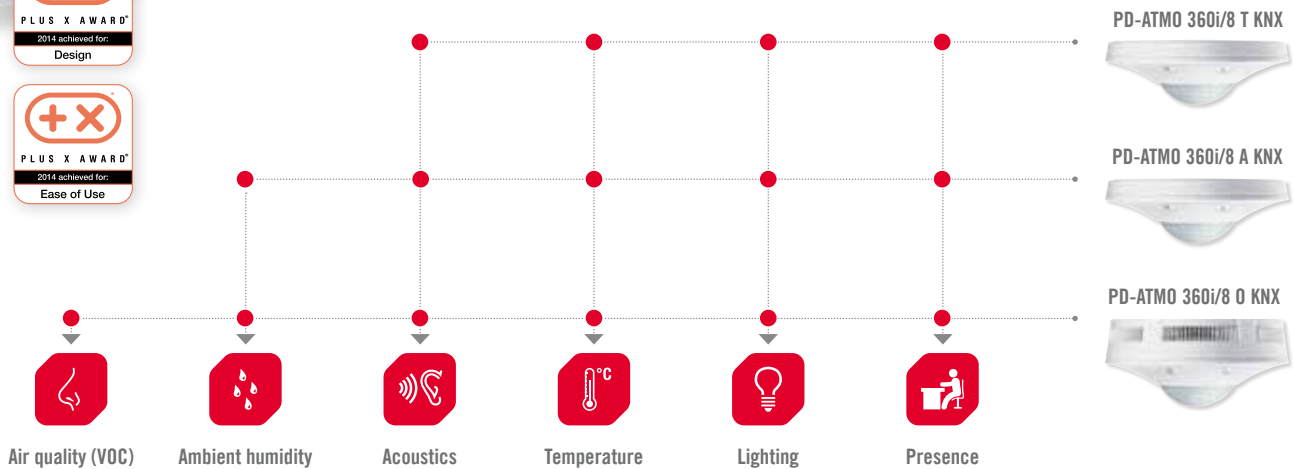 PLUS X AWARD®
2014 achieved for:
Design
PLUS X AWARD®
2014 achieved for:
Ease of Use
PD-ATMO 360i/8 T KNX
PD-ATMO 360i/8 A KNX
PD-ATMO 360i/8 O KNX
°C
Air quality (VOC)
Ambient humidity
Acoustics
Temperature
Lighting
Presence